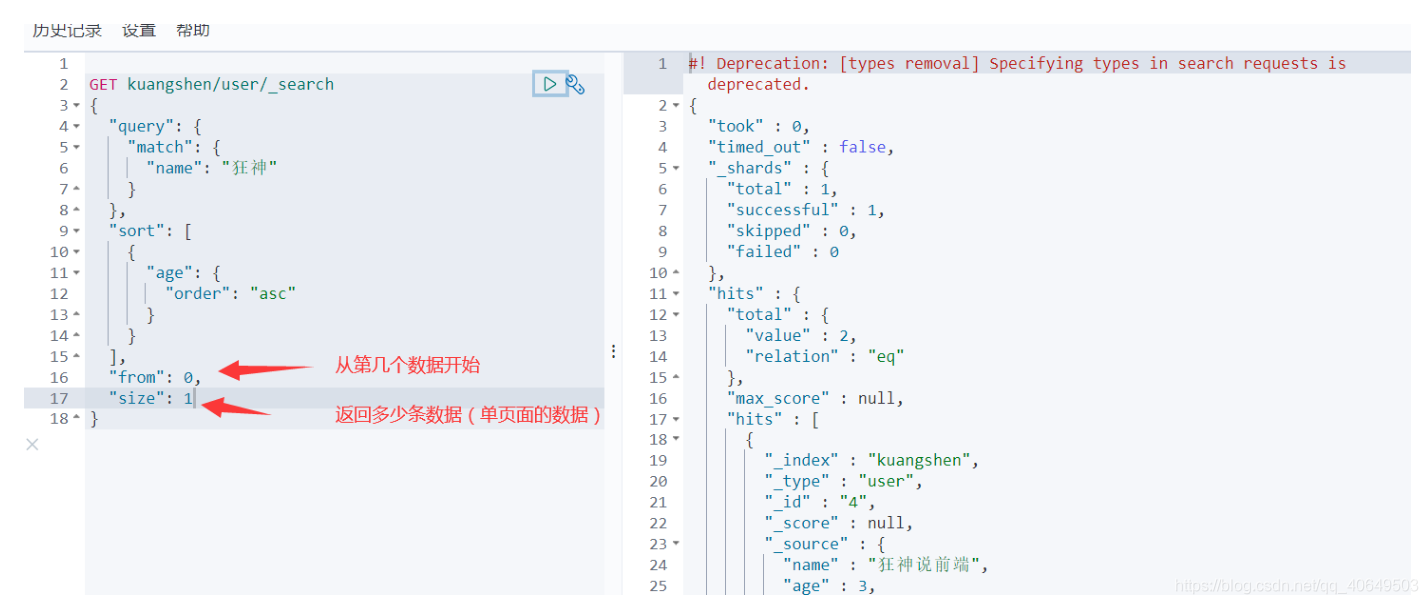 历史记录 设置 帮助
1
2 GET kuangshen/user/_search
3 {
4 "query": {
5 "match": {
6 "name": "狂神"
7 }
8 },
9 "sort": [
10 {
11 "age": {
12 "order": "asc"
13 }
14 }
15 ],
16 "from": 0,
从第几个数据开始
17 "size": 1
返回多少条数据（单页面的数据）
18 }
1 #! Deprecation: [types removal] Specifying types in search requests is
deprecated.
2 {
3 "took" : 0,
4 "timed_out" : false,
5 "_shards" : {
6 "total" : 1,
7 "successful" : 1,
8 "skipped" : 0,
9 "failed" : 0
10 },
11 "hits" : {
12 "total" : {
13 "value" : 2,
14 "relation" : "eq"
15 },
16 "max_score" : null,
17 "hits" : [
18 {
19 "_index" : "kuangshen",
20 "_type" : "user",
21 "_id" : "4",
22 "_score" : null,
23 "_source" : {
24 "name" : "狂神说前端",
25 "age" : 3,
https://blog.csdn.net/qq_40649503